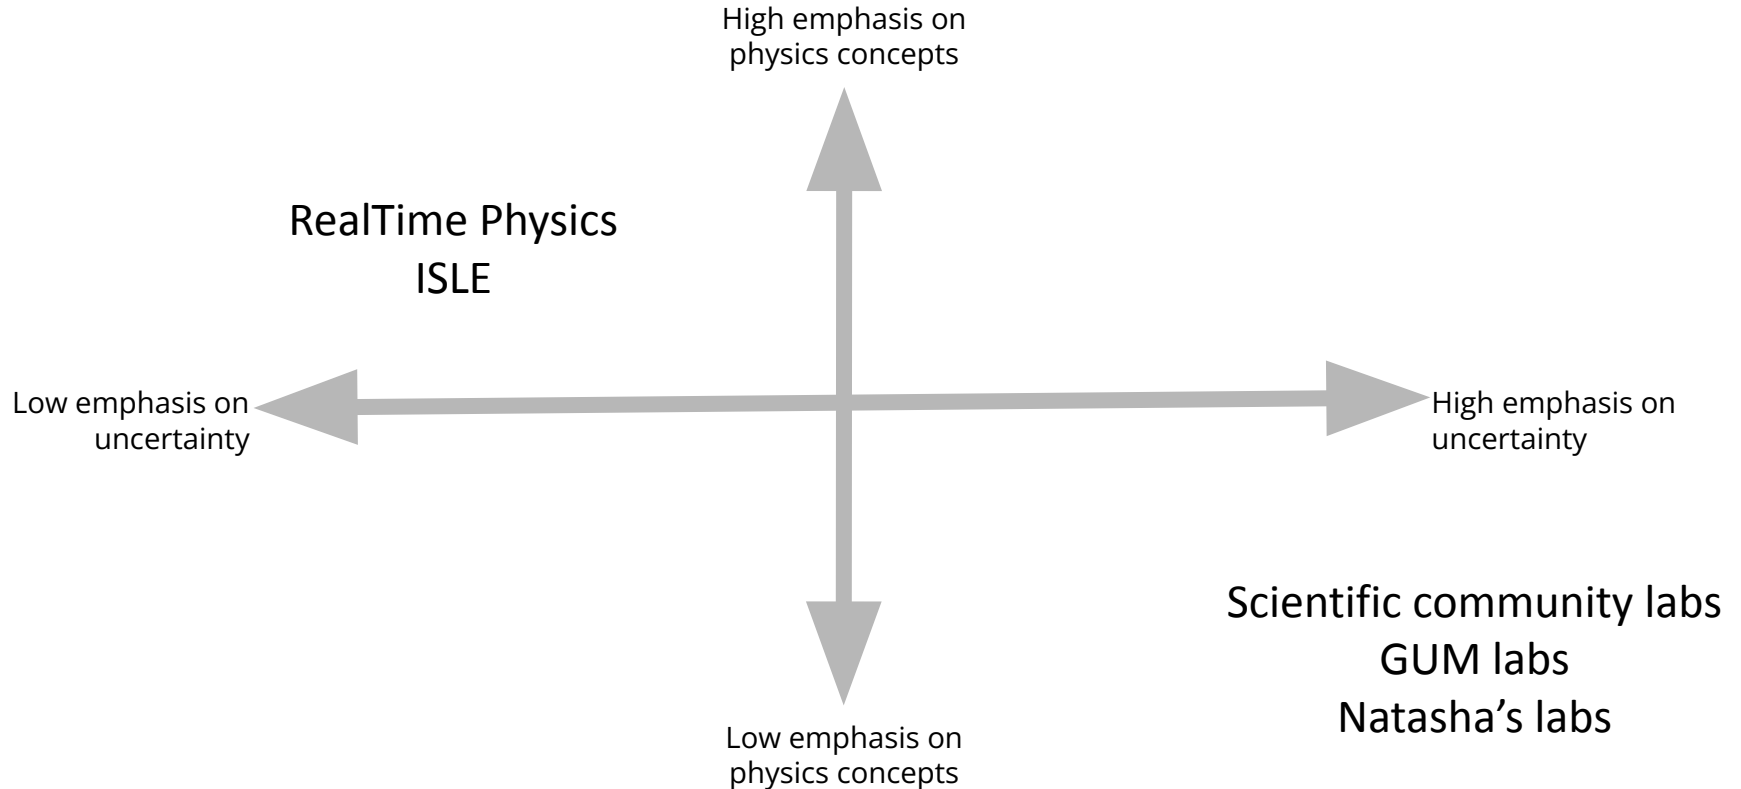 High emphasis on
physics concepts
RealTime Physics
ISLE
Low emphasis on
uncertainty
High emphasis on
uncertainty
Scientific community labs
GUM labs
Natasha’s labs
Low emphasis on
physics concepts